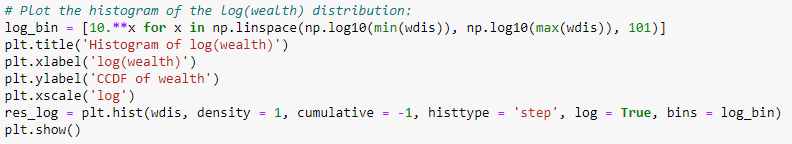 # Plot the histogram of the log(wealth) distribution:
log_bin = [10.**x for x in np.linspace(np.log10(min(wdis)), np.log10(max(wdis)), 101)]
plt.title('Histogram of log(wealth)')
plt.xlabel('log(wealth)')
plt.ylabel('CCDF of wealth')
plt.xscale('log')
res_log = plt.hist(wdis, density = 1, cumulative = -1, histtype = 'step', log = True, bins = log_bin)
plt.show()